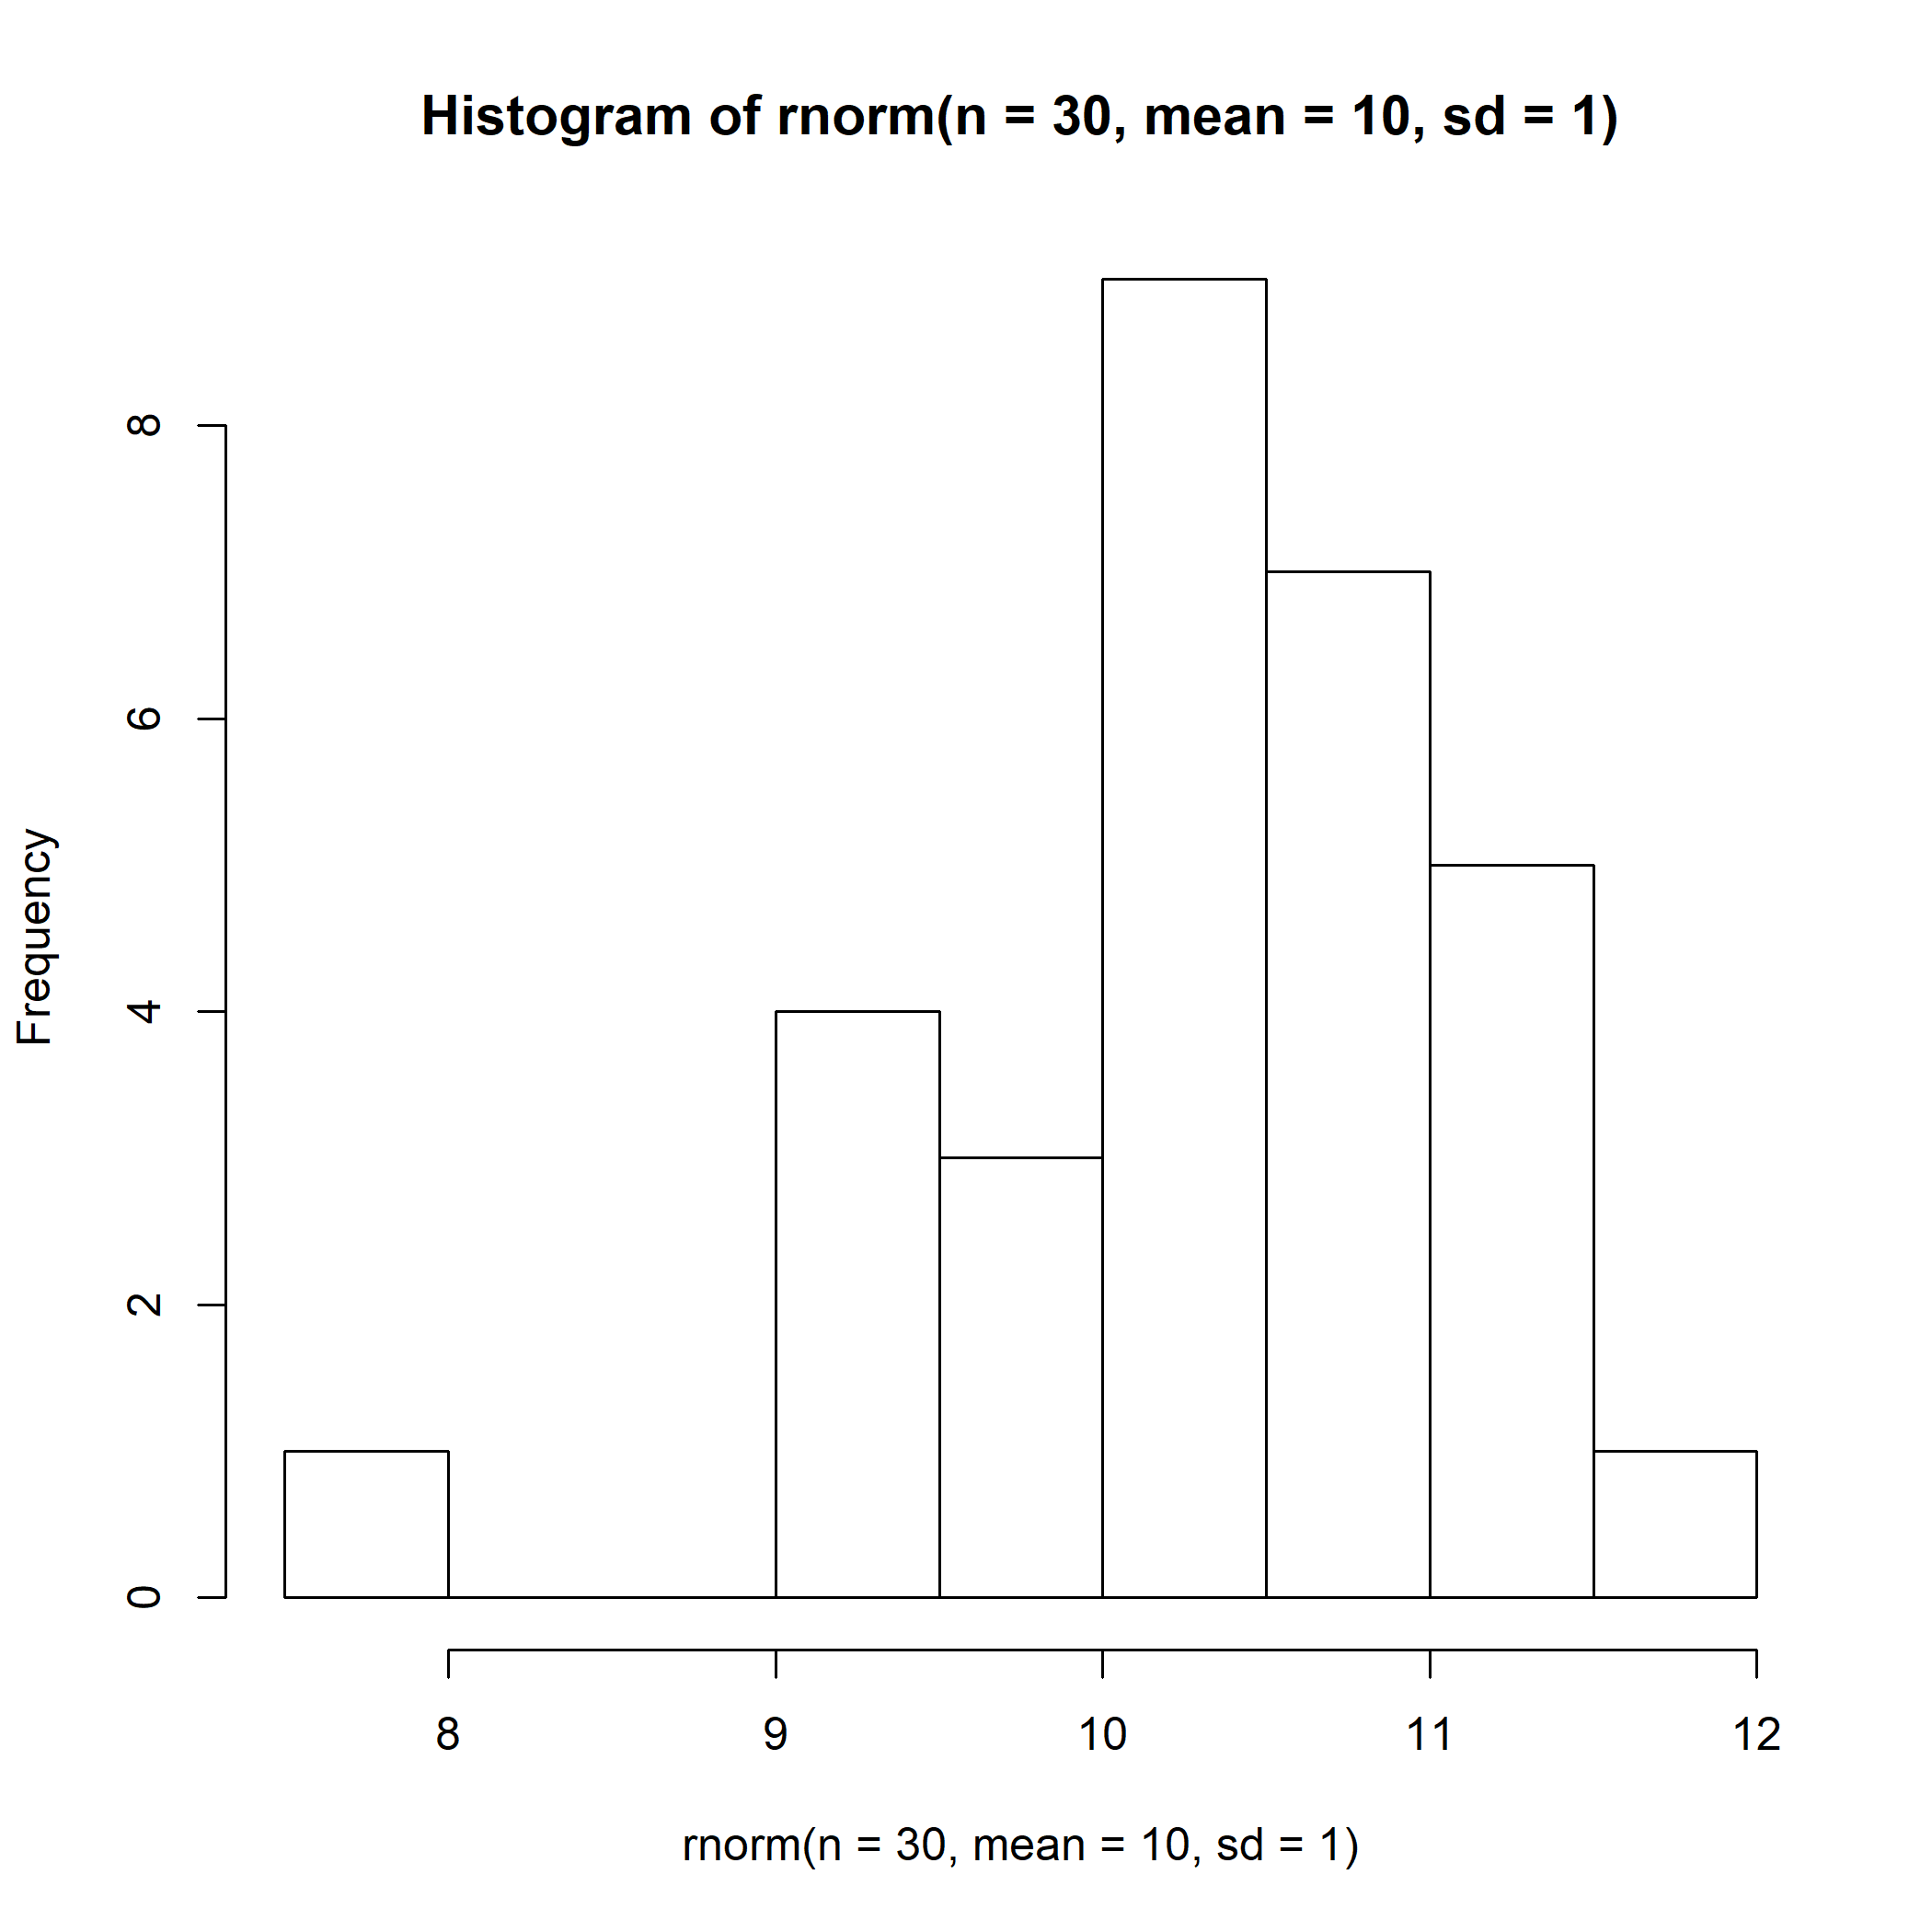 Histogram of rnorm(n = 30, mean = 10, sd = 1)
Frequency
8
6
4
2
0
8 9 10 11 12
rnorm(n = 30, mean = 10, sd = 1)